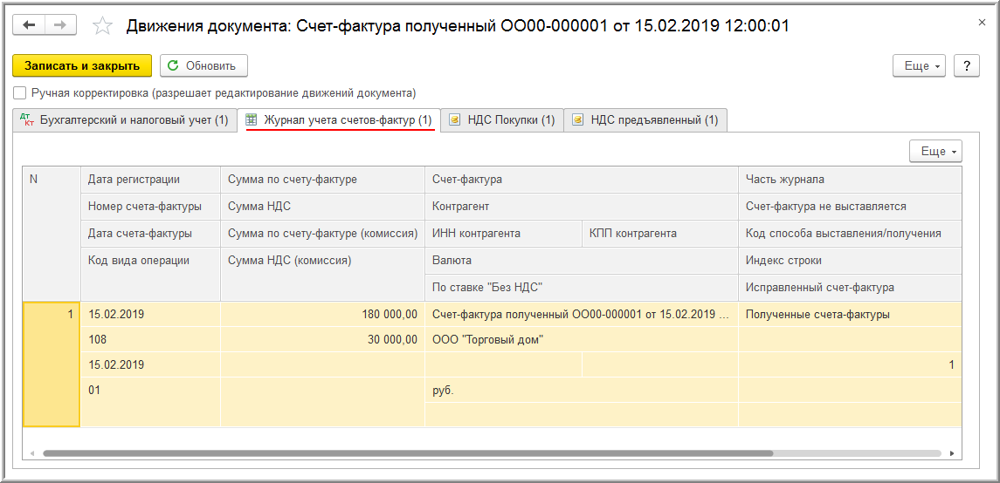 Движения документа: Счет-фактура полученный ОО00-000001 от 15.02.2019 12:00:01
Записать и закрыть Обновить Еще ?
Ручная корректировка (разрешает редактирование движений документа)
Дт Кт Бухгалтерский и налоговый учет (1) Журнал учета счетов-фактур (1) НДС Покупки (1) НДС предъявленный (1)
Еще
N Дата регистрации Сумма по счету-фактуре Счет-фактура Часть журнала
Номер счета-фактуры Сумма НДС Контрагент Счет-фактура не выставляется
Дата счета-фактуры Сумма по счету-фактуре (комиссия) ИНН контрагента КПП контрагента Код способа выставления/получения
Код вида операции Сумма НДС (комиссия) Валюта Индекс строки
По ставке "Без НДС" Исправленный счет-фактура
1 15.02.2019 180 000,00 Счет-фактура полученный ОО00-000001 от 15.02.2019 ... Полученные счета-фактуры
108 30 000,00 ООО "Торговый дом"
15.02.2019 1
01 руб.